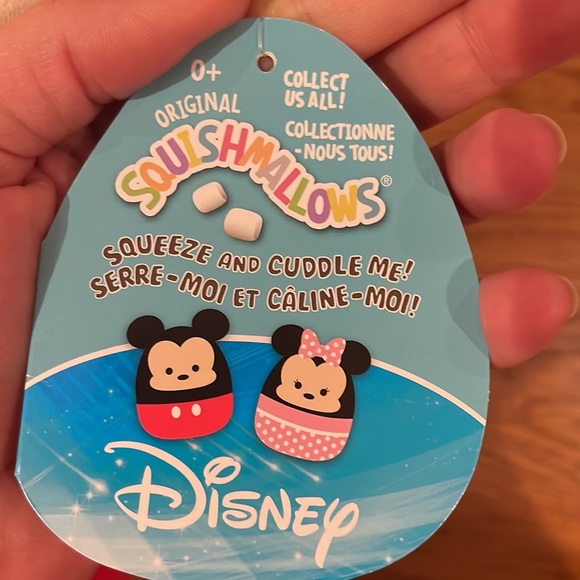 0+
COLLECT
US ALL!
ORIGINAL
COLLECTIONNE
-NOUS TOUS!
SQUISHMALLOWS®
SQUEEZE AND CUDDLE ME!
SERRE-MOI ET CÂLINE-MOI!
DISNEY